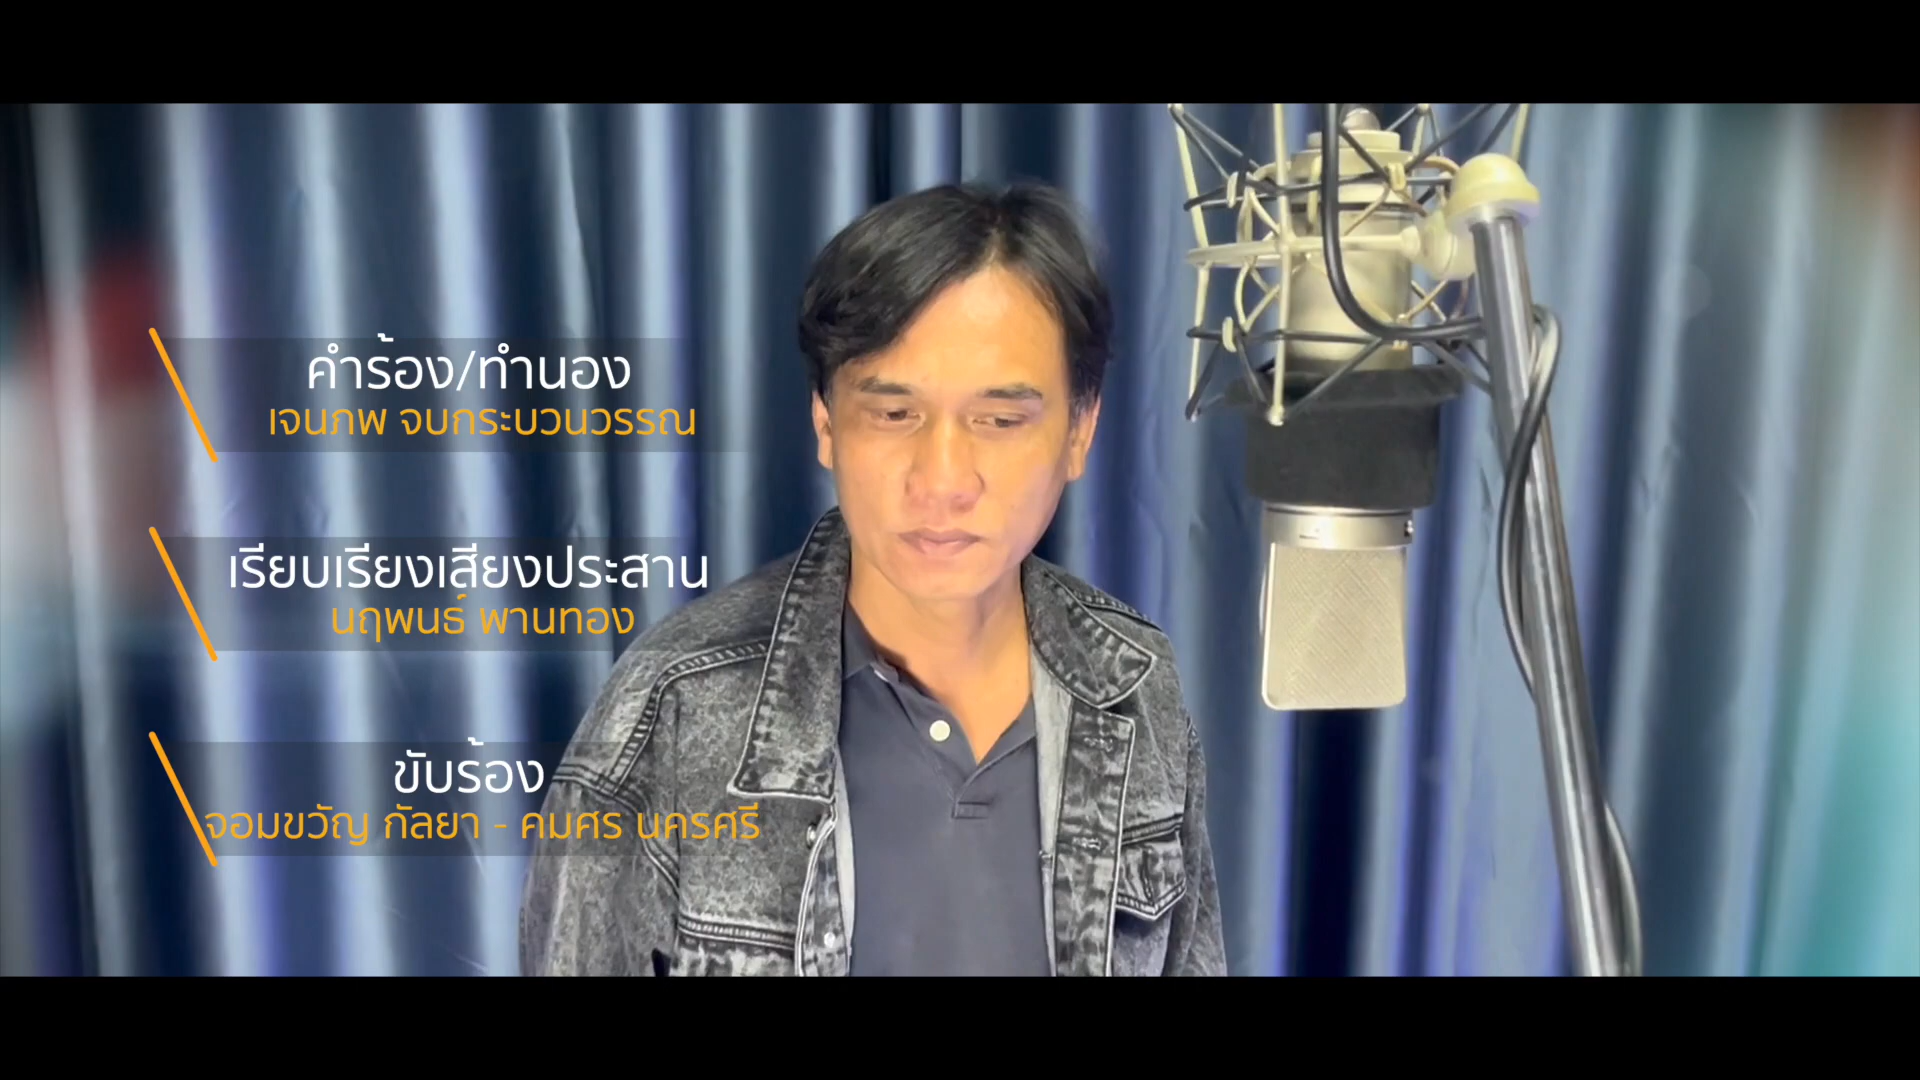 คำร้อง/ทำนอง
เจนภพ จบกระบวนวรรณ
เรียบเรียงเสียงประสาน
นฤพนธ์ พานทอง
ขับร้อง
จอมขวัญ กัลยา - คมศร นครศรี